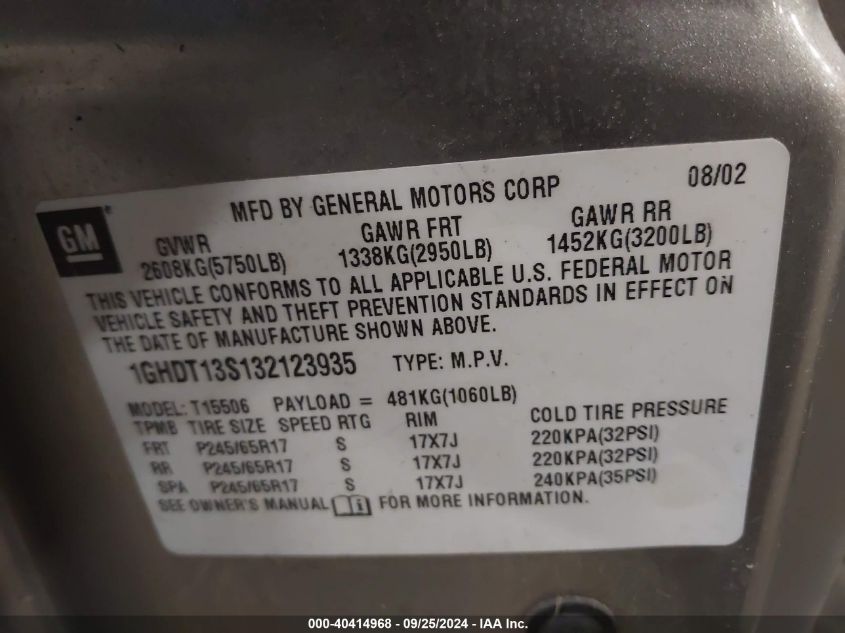 08/02
MFD BY GENERAL MOTORS CORP
GM®
GVWR GAWR FRT GAWR RR
2608KG(5750LB) 1338KG(2950LB) 1452KG(3200LB)
THIS VEHICLE CONFORMS TO ALL APPLICABLE U.S. FEDERAL MOTOR
VEHICLE SAFETY AND THEFT PREVENTION STANDARDS IN EFFECT ON
THE DATE OF MANUFACTURE SHOWN ABOVE.
1GHDT13S132123935 TYPE: M.P.V.
MODEL: T15506 PAYLOAD = 481KG(1060LB)
TPMB TIRE SIZE SPEED RTG RIM COLD TIRE PRESSURE
FRT P245/65R17 S 17X7J 220KPA(32PSI)
RR P245/65R17 S 17X7J 220KPA(32PSI)
SPA P245/65R17 S 17X7J 240KPA(35PSI)
SEE OWNER'S MANUAL FOR MORE INFORMATION.
000-40414968 - 09/25/2024 - IAA Inc.